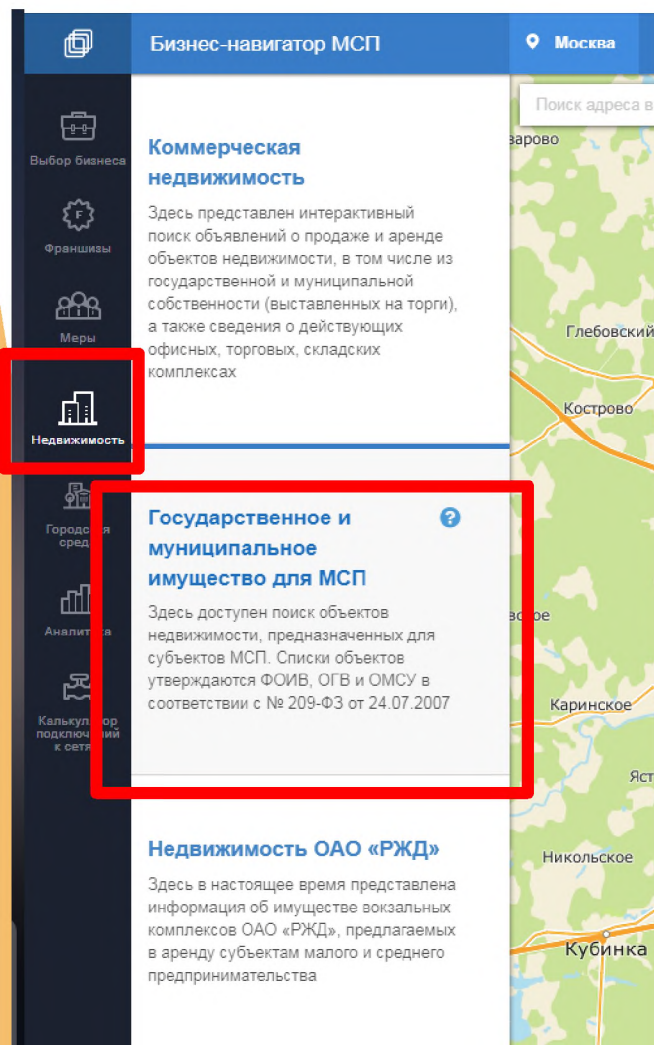 Бизнес-навигатор МСП
Москва
Поиск адреса в
Выбор бизнеса
Франшизы
Меры
Недвижимость
Аналитика
Коммерческая
недвижимость
Здесь представлен интерактивный
поиск объявлений о продаже и аренде
объектов недвижимости, в том числе из
государственной и муниципальной
собственности (выставленных на торги),
а также сведения о действующих
офисных, торговых, складских
комплексах
Государственное и
муниципальное
имущество для МСП
Здесь доступен поиск объектов
недвижимости, предназначенных для
субъектов МСП. Списки объектов
утверждаются ФОИВ, ОГВ и ОМСУ в
соответствии с № 209-ФЗ от 24.07.2007
Недвижимость ОАО «РЖД»
Здесь в настоящее время представлена
информация об имуществе вокзальных
комплексов ОАО «РЖД», предлагаемых
в аренду субъектам малого и среднего
предпринимательства
зарово
Глебовский
Кострово
Каринское
Яст
Никольское
Кубинка